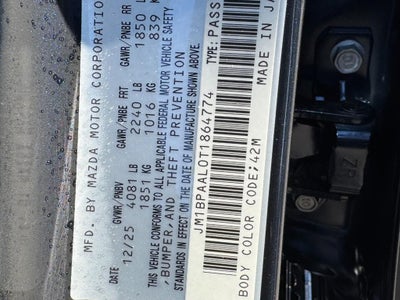 MFD. BY MAZDA MOTOR CORPORATION
GVWR/PNBV GAWR/PNBE FRT GAWR/PNBE RR
12/25 4081 LB 2240 LB 1850 LB
1851 KG 1016 KG 839 K
THIS VEHICLE CONFORMS TO ALL APPLICABLE FEDERAL MOTOR VEHICLE SAFETY
, BUMPER, AND THEFT PREVENTION
STANDARDS IN EFFECT ON THE DATE OF MANUFACTURE SHOWN ABOVE.
JM1BPAAL0T1864774 TYPE: PASS
BODY COLOR CODE: 42M MADE IN JA